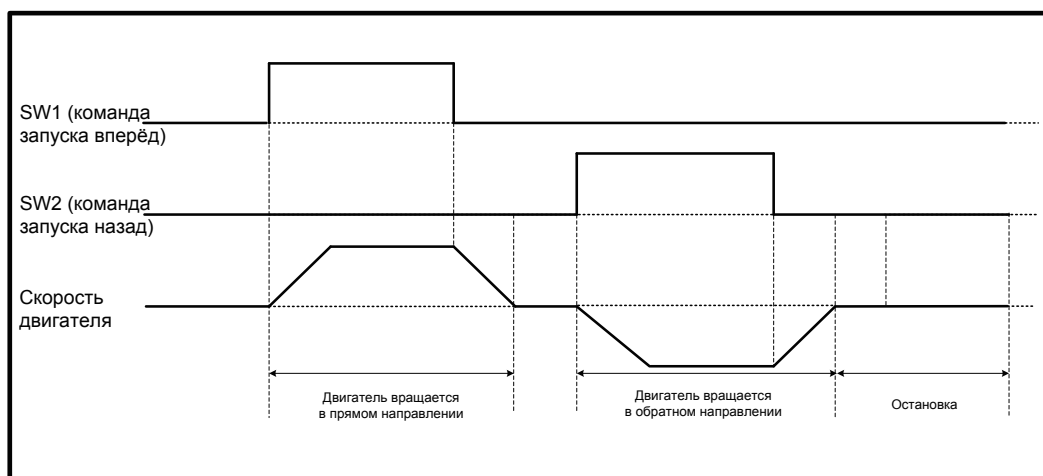 SW1 (команда
запуска вперёд)
SW2 (команда
запуска назад)
Скорость
двигателя
Двигатель вращается
в прямом направлении
Двигатель вращается
в обратном направлении
Остановка